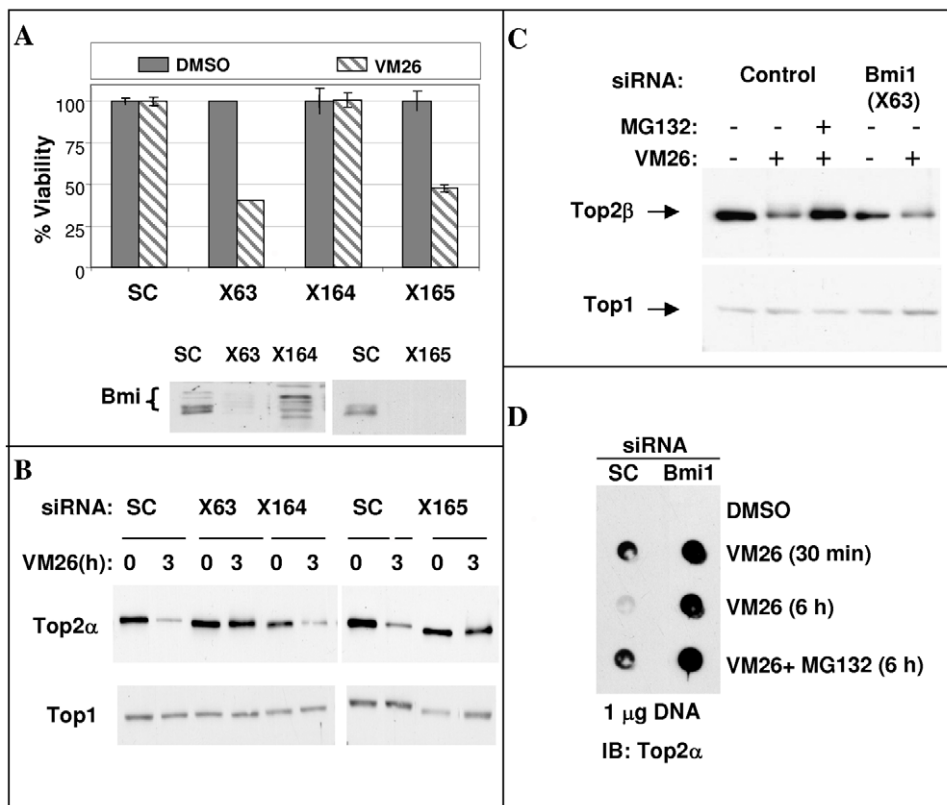 A
DMSO VM26
% Viability
100
75
50
25
0
SC X63 X164 X165
SC X63 X164 SC X165
Bmi {
B
siRNA: SC X63 X164 SC X165
VM26(h): 0 3 0 3 0 3 0 3 0 3
Top2α
Top1
C
siRNA: Control Bmi1
(X63)
MG132: - - + - -
VM26: - + + - +
Top2β
Top1
D
siRNA
SC Bmi1
DMSO
VM26 (30 min)
VM26 (6 h)
VM26+ MG132 (6 h)
1 μg DNA
IB: Top2α